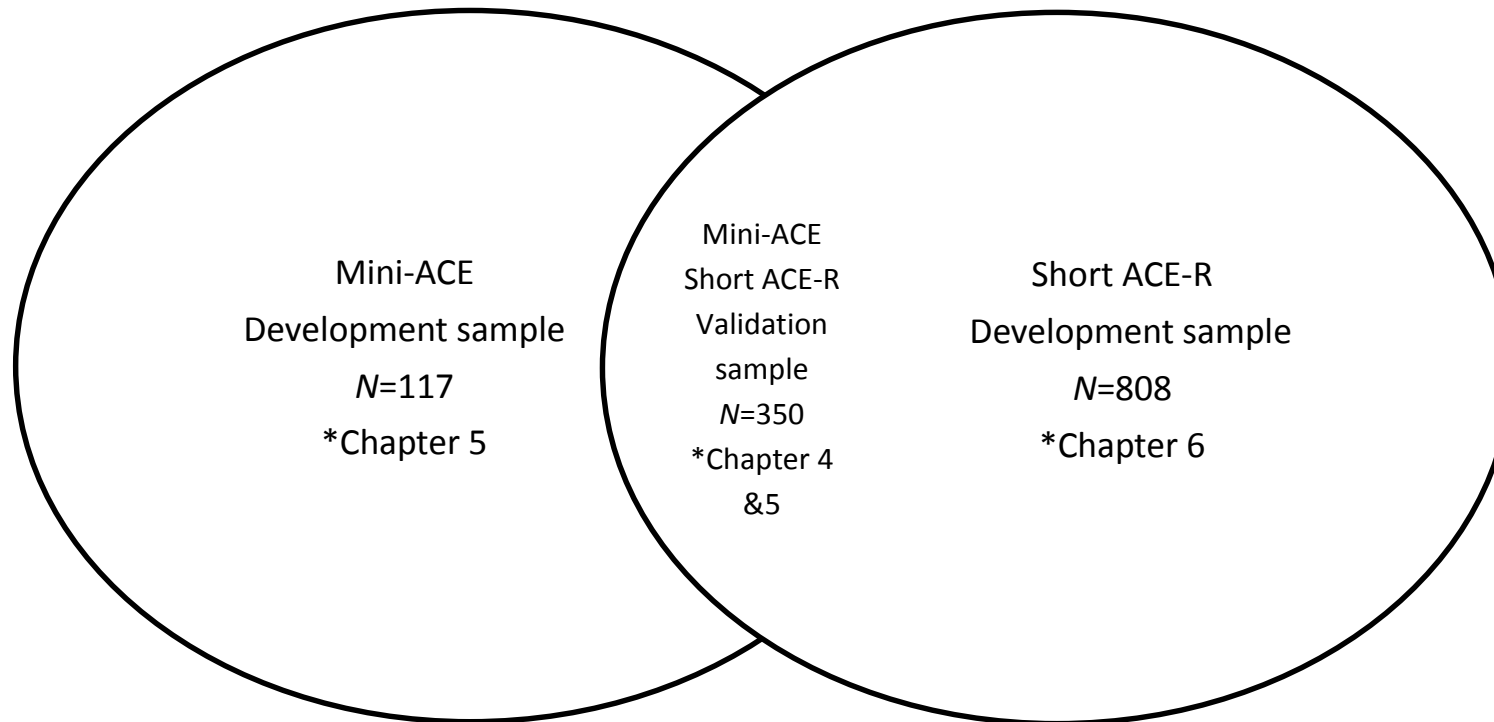 Mini-ACE
Development sample
N=117
*Chapter 5
Mini-ACE
Short ACE-R
Validation
sample
N=350
*Chapter 4
&5
Short ACE-R
Development sample
N=808
*Chapter 6